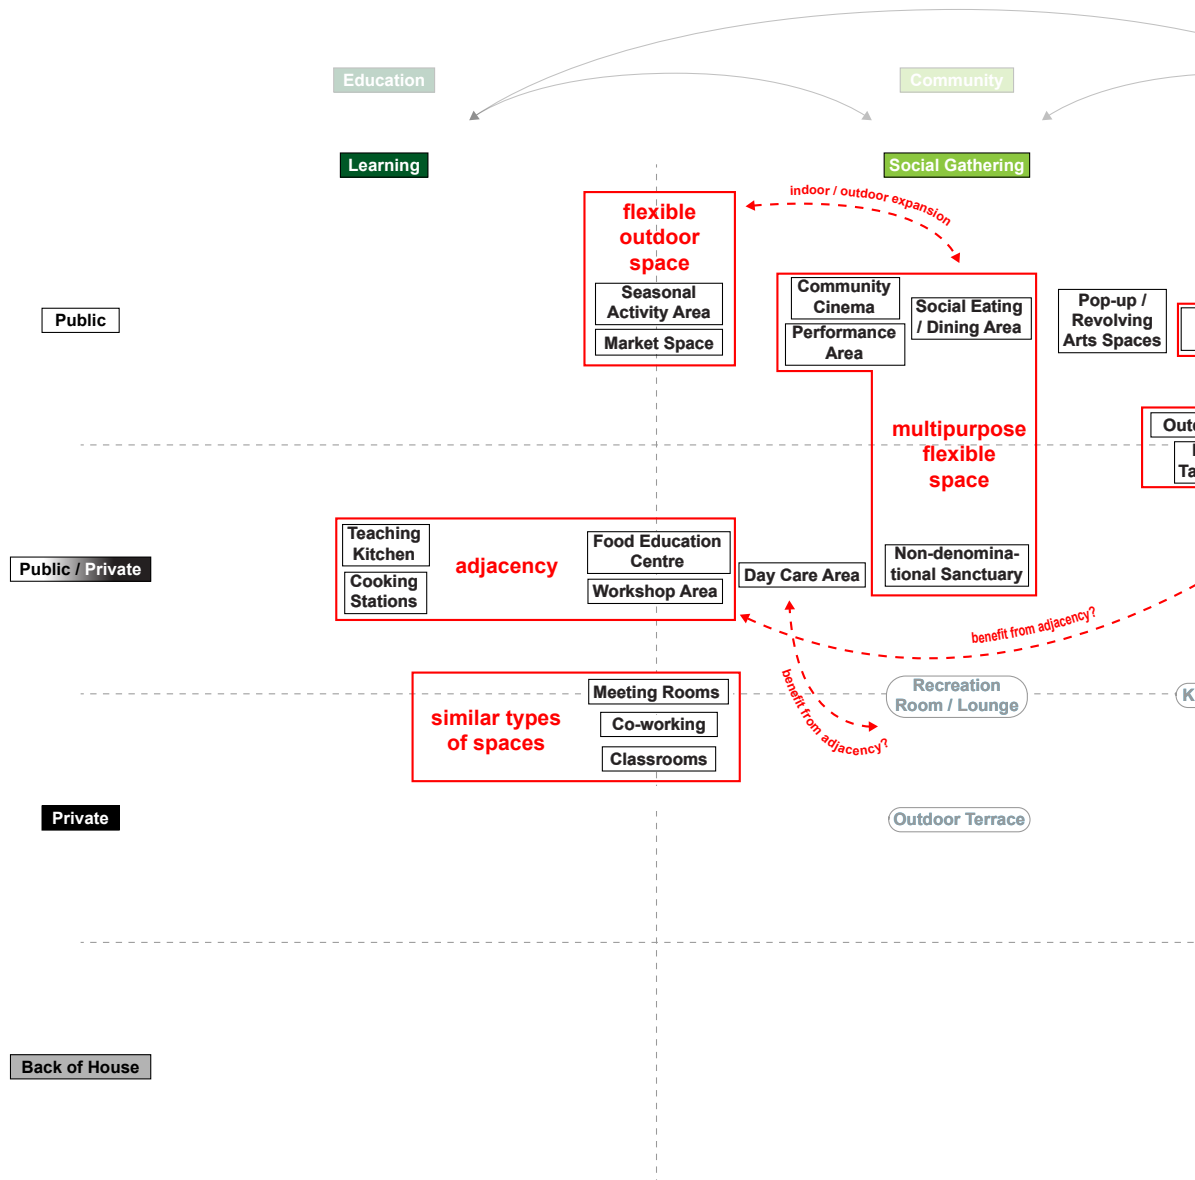 Education
Community
Learning
Social Gathering
indoor / outdoor expansion
flexible
outdoor
space
Seasonal
Activity Area
Market Space
Community
Cinema
Performance
Area
Social Eating
/ Dining Area
Pop-up /
Revolving
Arts Spaces
Public
multipurpose
flexible
space
Teaching
Kitchen
Cooking
Stations
adjacency
Food Education
Centre
Workshop Area
Day Care Area
Non-denomina-
tional Sanctuary
Public / Private
benefit from adjacency?
benefit from adjacency?
Meeting Rooms
Co-working
Classrooms
similar types
of spaces
Recreation
Room / Lounge
Private
Outdoor Terrace
Back of House